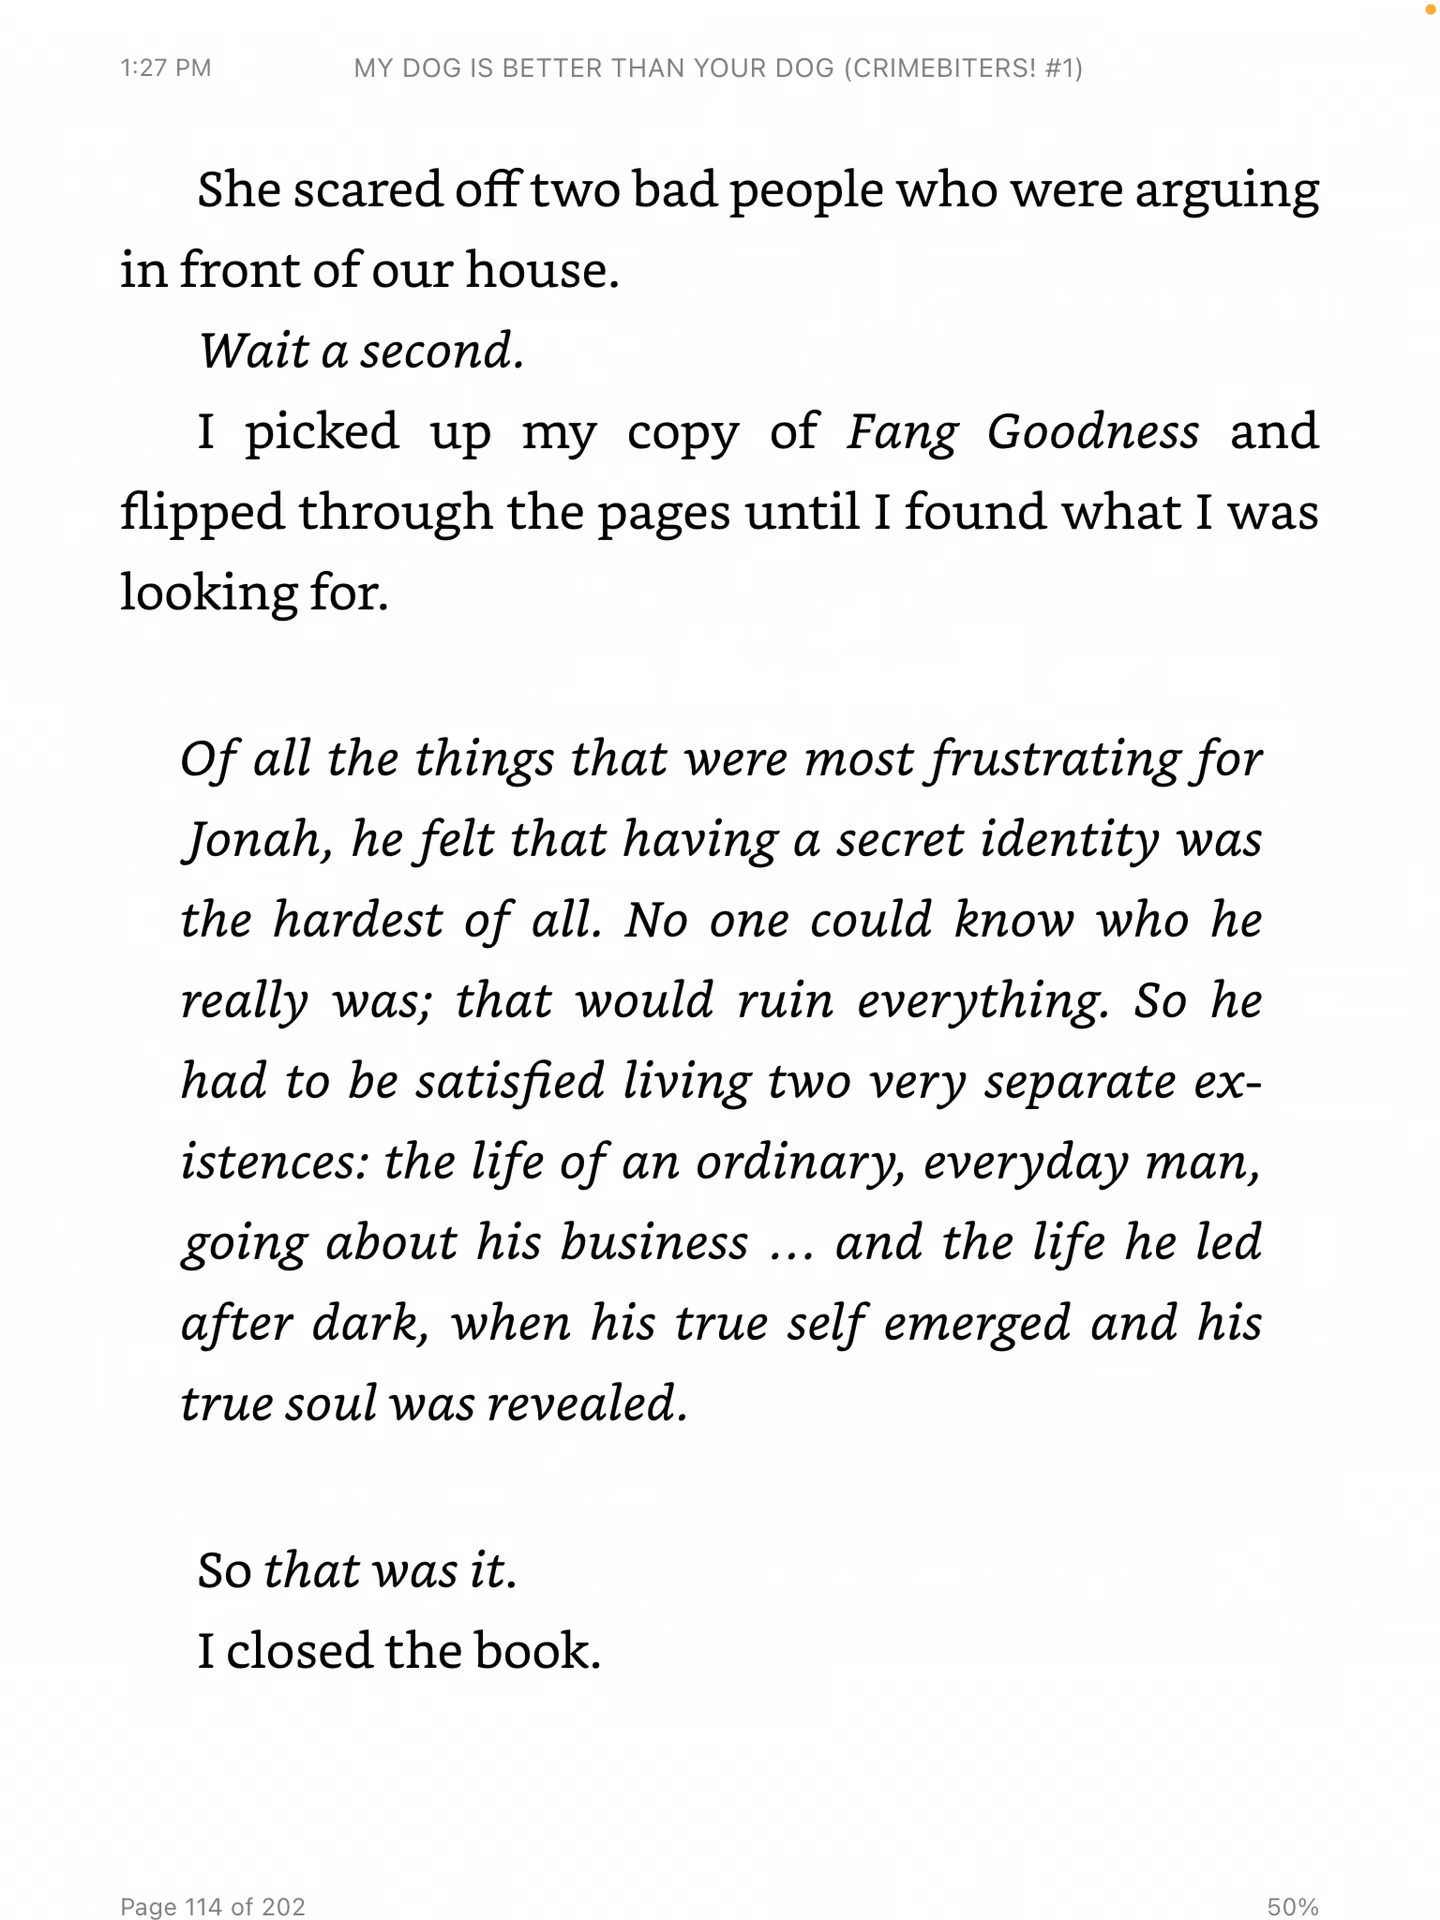 1:27 PM
MY DOG IS BETTER THAN YOUR DOG (CRIMEBITERS! #1)
She scared off two bad people who were arguing
in front of our house.
Wait a second.
I picked up my copy of Fang Goodness and
flipped through the pages until I found what I was
looking for.
Of all the things that were most frustrating for
Jonah, he felt that having a secret identity was
the hardest of all. No one could know who he
really was; that would ruin everything. So he
had to be satisfied living two very separate ex-
istences: the life of an ordinary, everyday man,
going about his business ... and the life he led
after dark, when his true self emerged and his
true soul was revealed.
So that was it.
I closed the book.
Page 114 of 202
50%